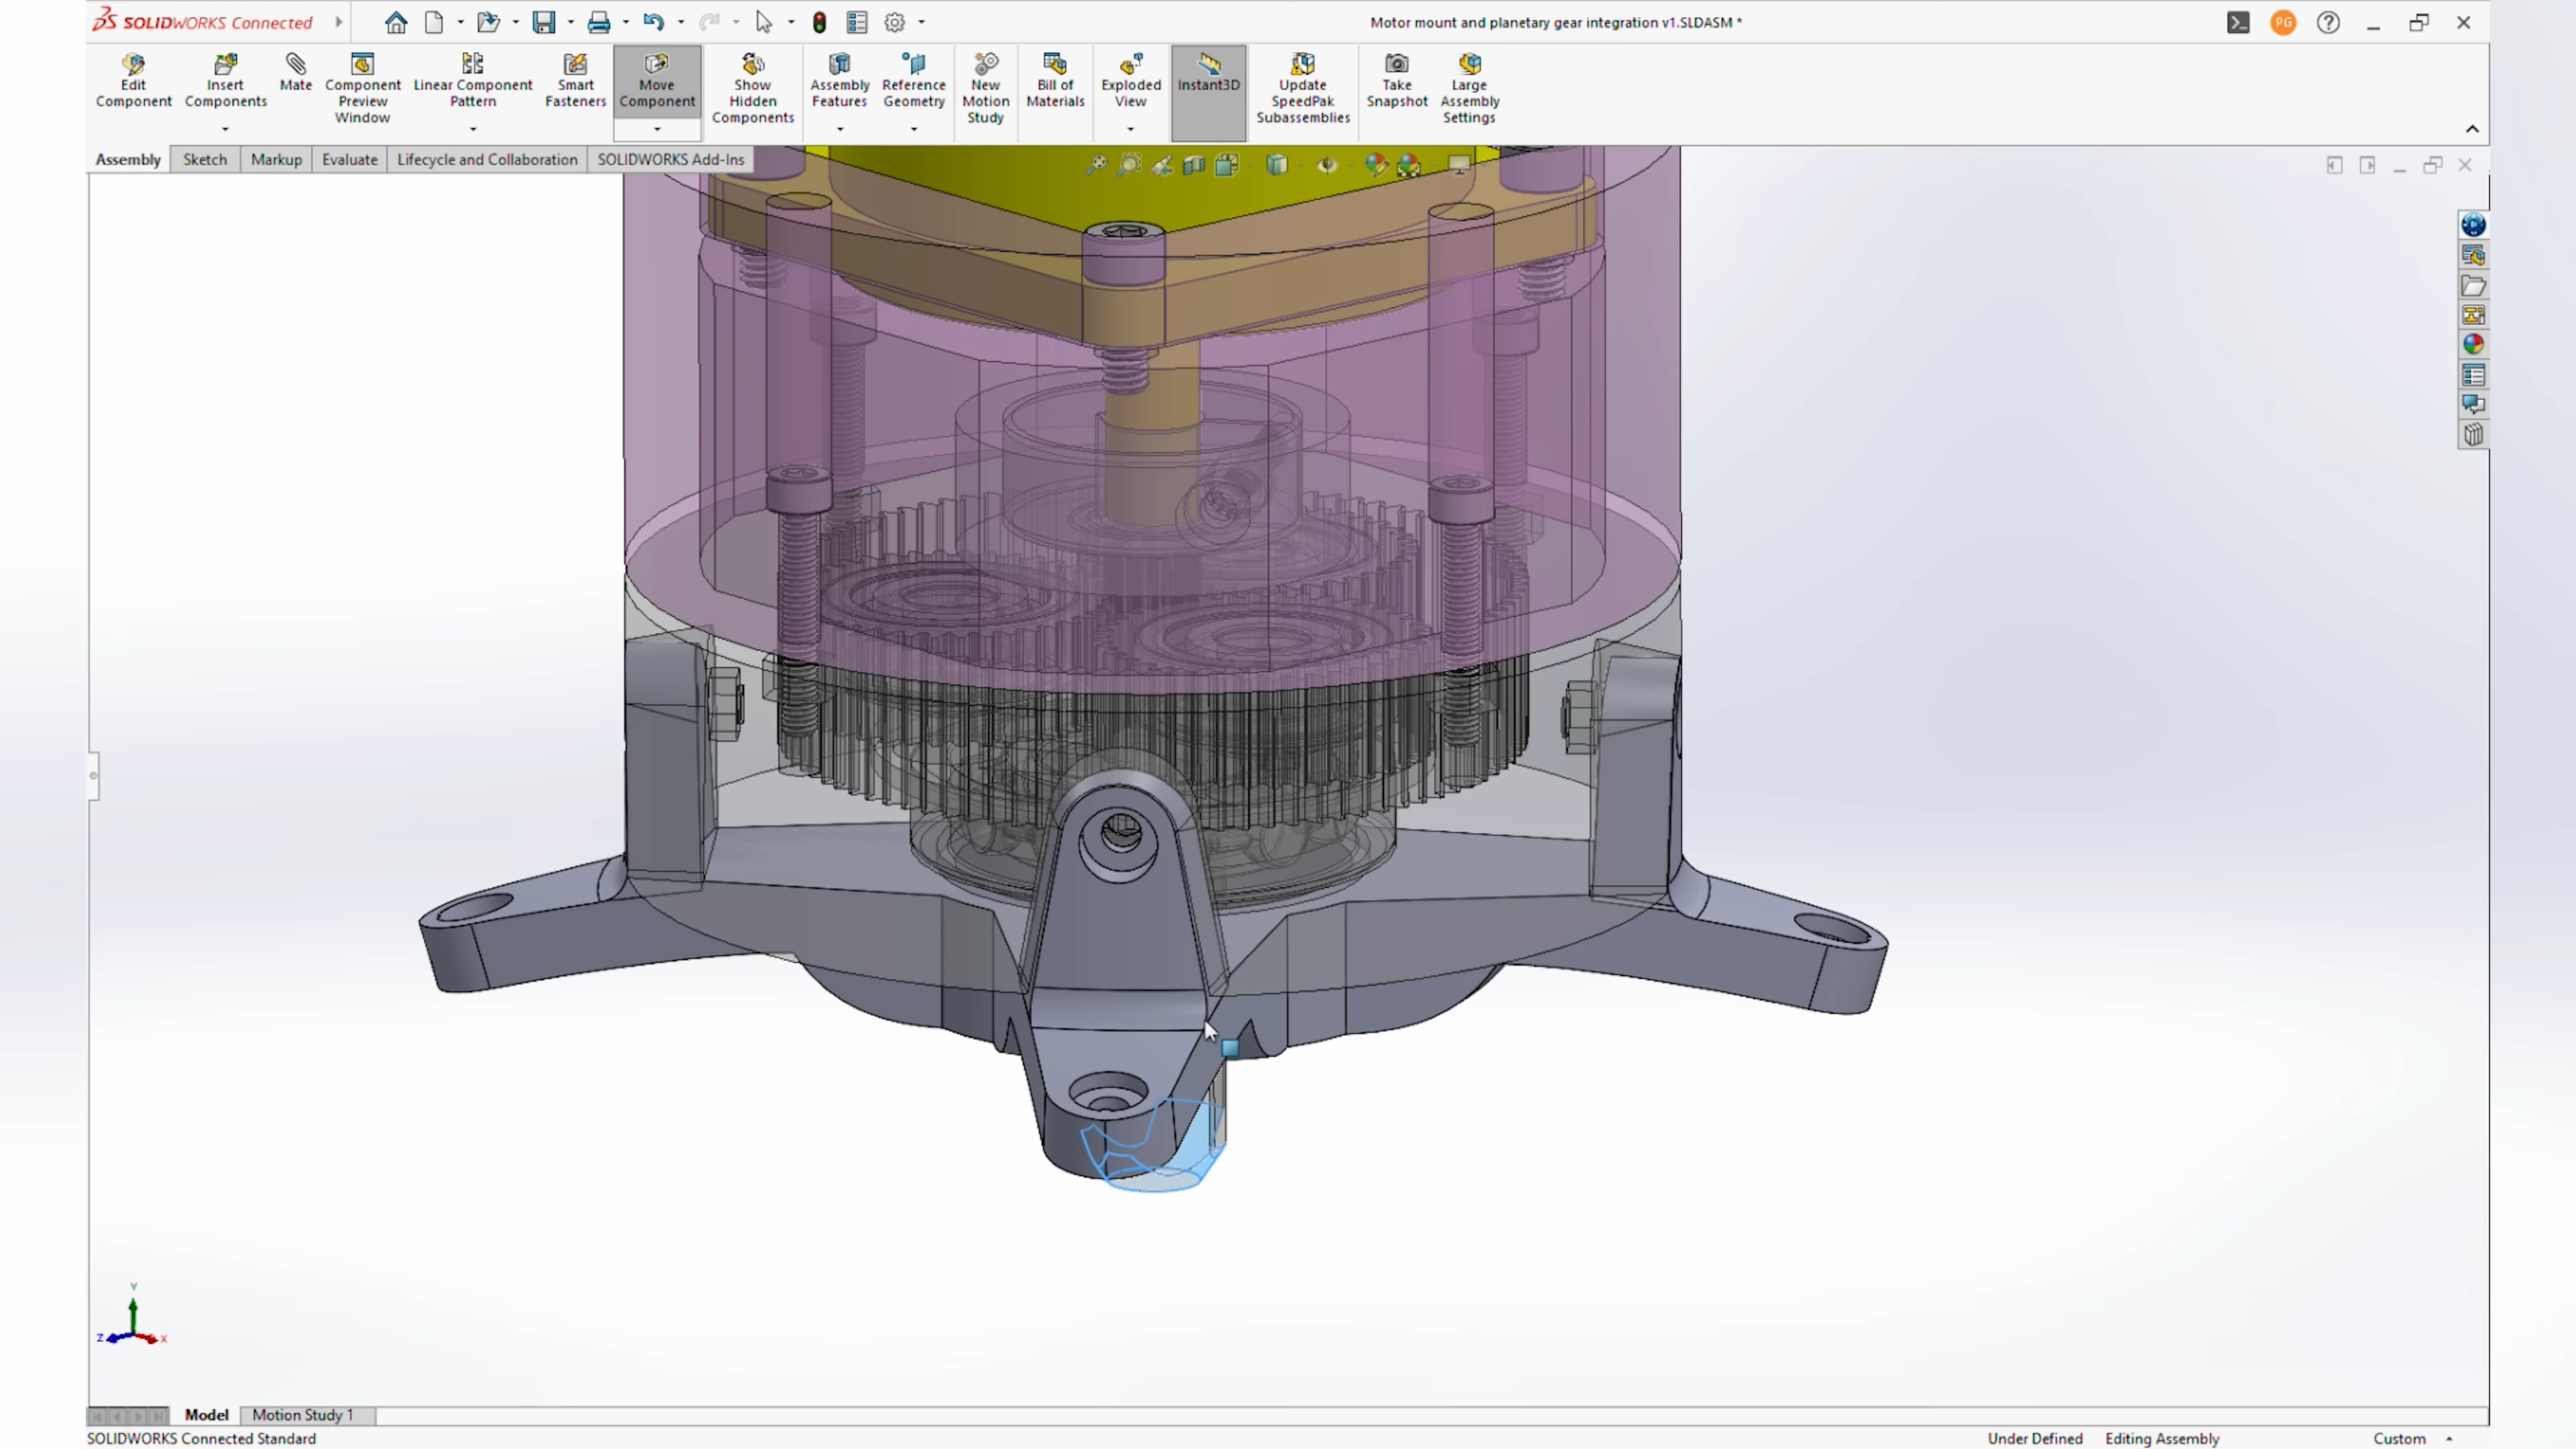 SOLIDWORKS Connected
Motor mount and planetary gear integration v1.SLDASM *
PG
Edit Component
Insert Components
Mate
Component Preview Window
Linear Component Pattern
Smart Fasteners
Move Component
Show Hidden Components
Assembly Features
Reference Geometry
New Motion Study
Bill of Materials
Exploded View
Instant3D
Update SpeedPak Subassemblies
Take Snapshot
Large Assembly Settings
Assembly
Sketch
Markup
Evaluate
Lifecycle and Collaboration
SOLIDWORKS Add-Ins
Y
Z
X
Model
Motion Study 1
SOLIDWORKS Connected Standard
Under Defined
Editing Assembly
Custom